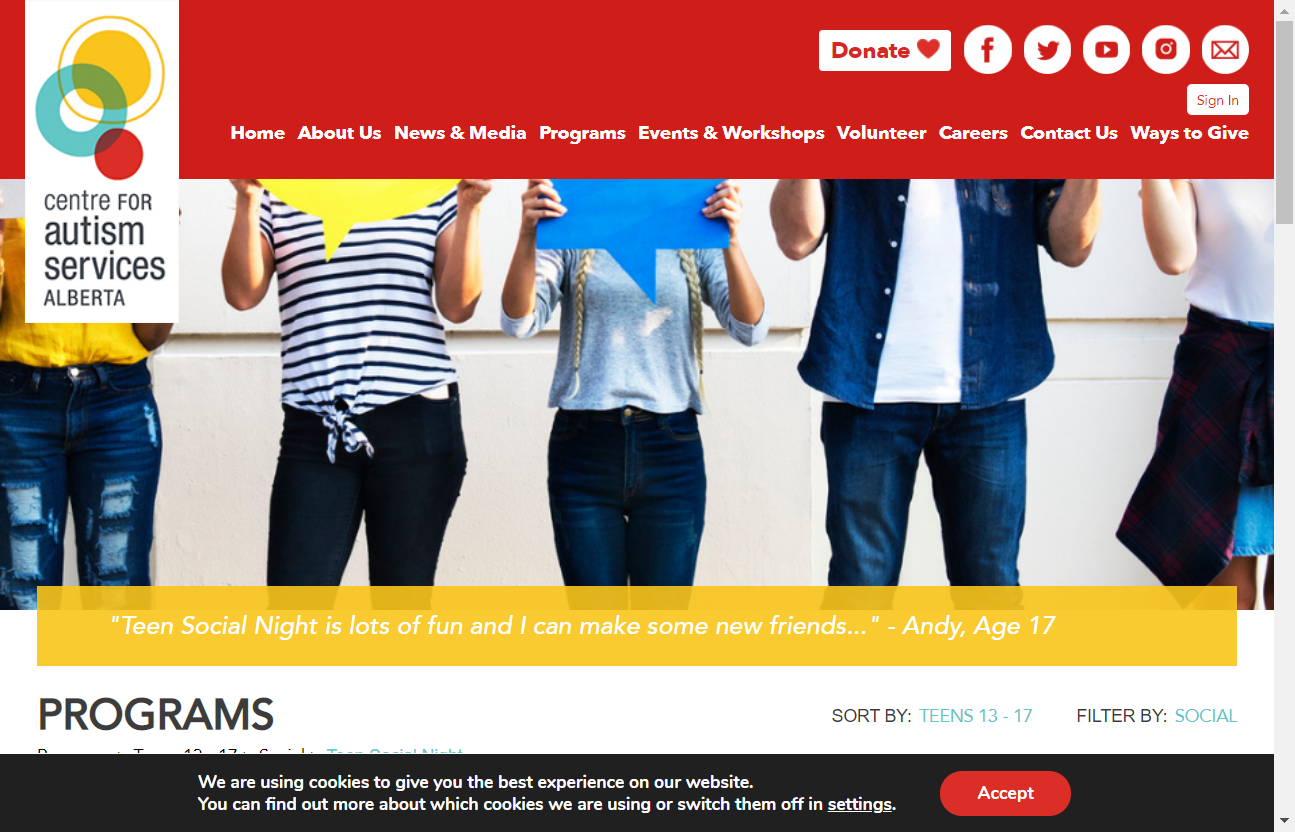 centre FOR
autism
services
ALBERTA
Donate
Sign In
Home About Us News & Media Programs Events & Workshops Volunteer Careers Contact Us Ways to Give
"Teen Social Night is lots of fun and I can make some new friends..." - Andy, Age 17
PROGRAMS
SORT BY: TEENS 13 - 17 FILTER BY: SOCIAL
Teens 13 - 17 Social Teen Social Night
We are using cookies to give you the best experience on our website.
You can find out more about which cookies we are using or switch them off in settings.
Accept